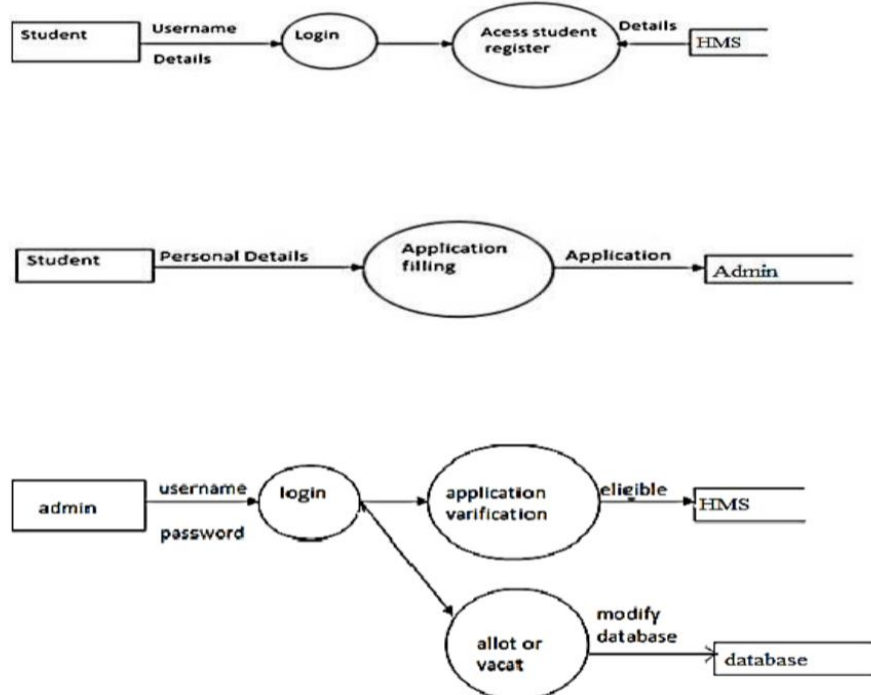 Student
Username
Details
Login
Acess student
register
Details
HMS
Student
Personal Details
Application
filling
Application
Admin
admin
username
password
login
application
varification
eligible
HMS
allot or
vacat
modify
database
database